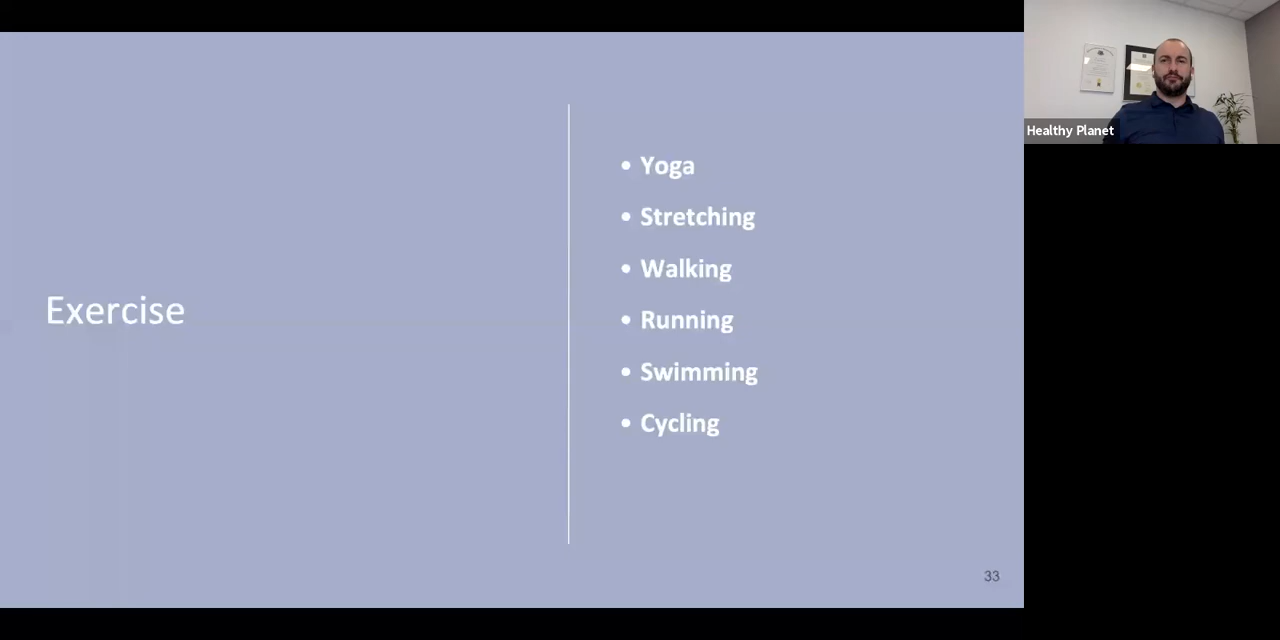 Exercise
• Yoga
• Stretching
• Walking
• Running
• Swimming
• Cycling
33
Healthy Planet